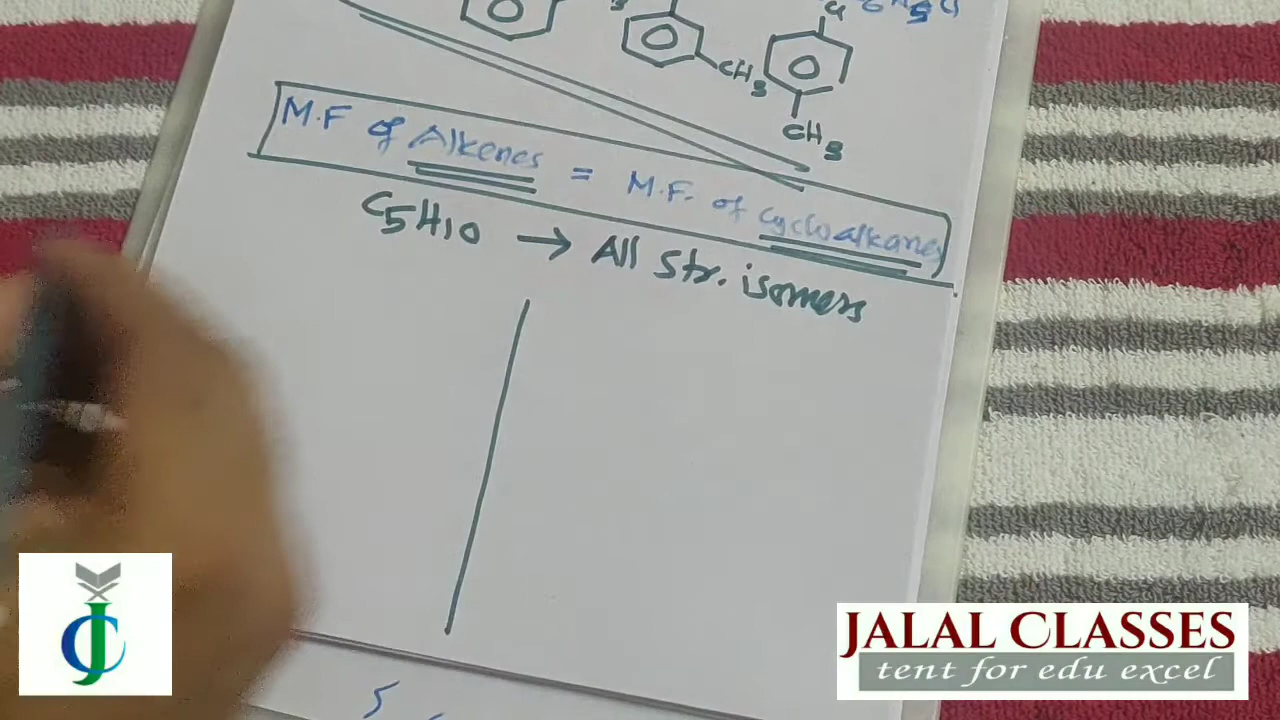 CH3
CH3
M.F of Alkenes = M.F. of Cycloalkanes
C5H10 → All Str. isomers
JALAL CLASSES
tent for edu excel